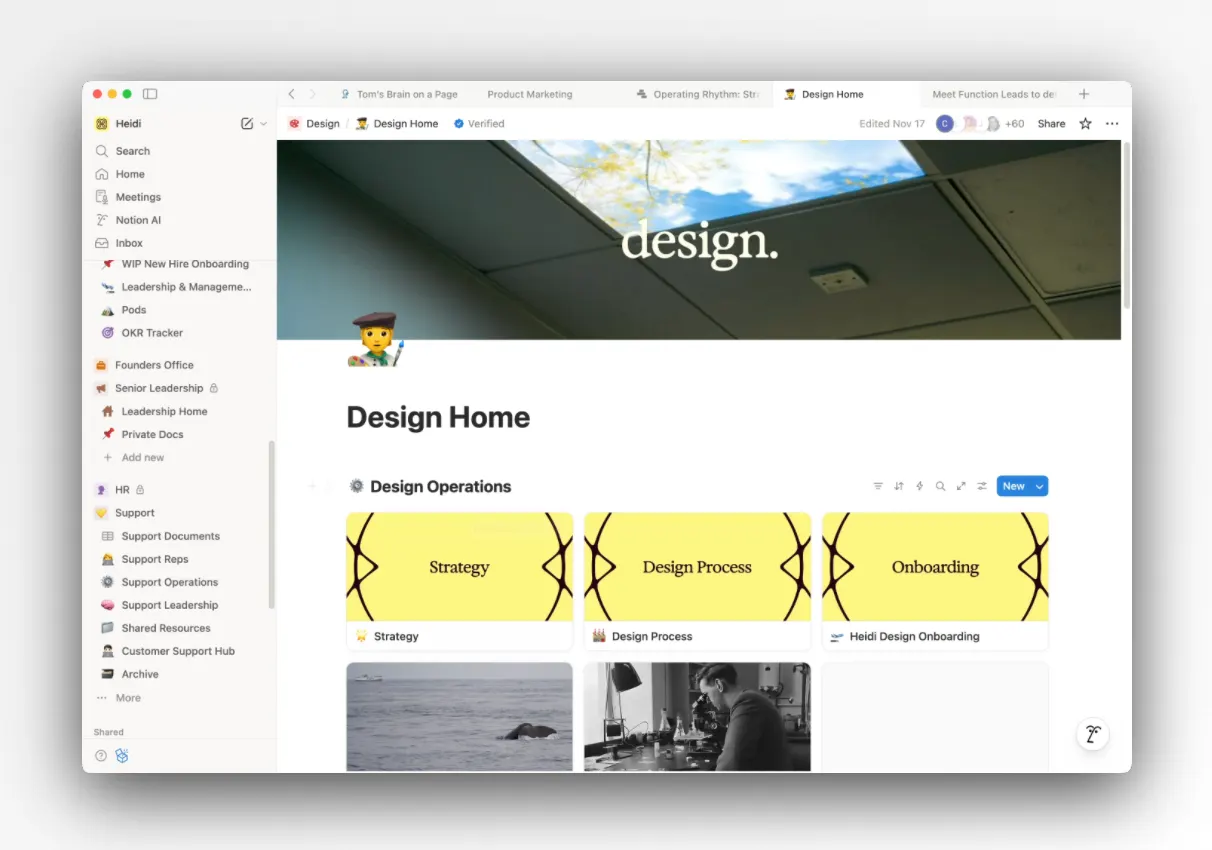 Tom's Brain on a Page
Product Marketing
Operating Rhythm: Stra
Design Home
Meet Function Leads to de
Heidi
Design / Design Home Verified
Edited Nov 17
C
+60
Share
Search
Home
Meetings
Notion AI
Inbox
WIP New Hire Onboarding
Leadership & Manageme...
Pods
OKR Tracker
Founders Office
Senior Leadership
Leadership Home
Private Docs
Add new
HR
Support
Support Documents
Support Reps
Support Operations
Support Leadership
Shared Resources
Customer Support Hub
Archive
More
Shared
design.
Design Home
Design Operations
New
Strategy
Design Process
Onboarding
Strategy
Design Process
Heidi Design Onboarding